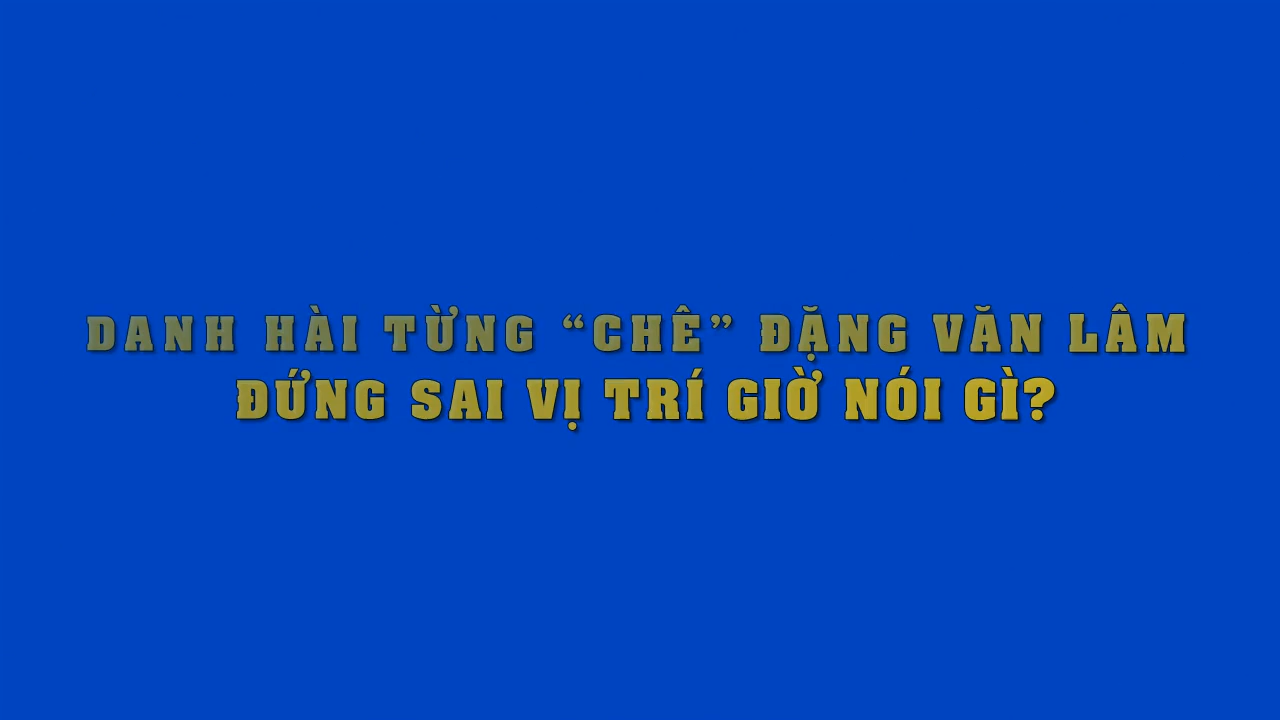 DANH HÀI TỪNG “CHÊ” ĐẶNG VĂN LÂM
ĐỨNG SAI VỊ TRÍ GIỜ NÓI GÌ?